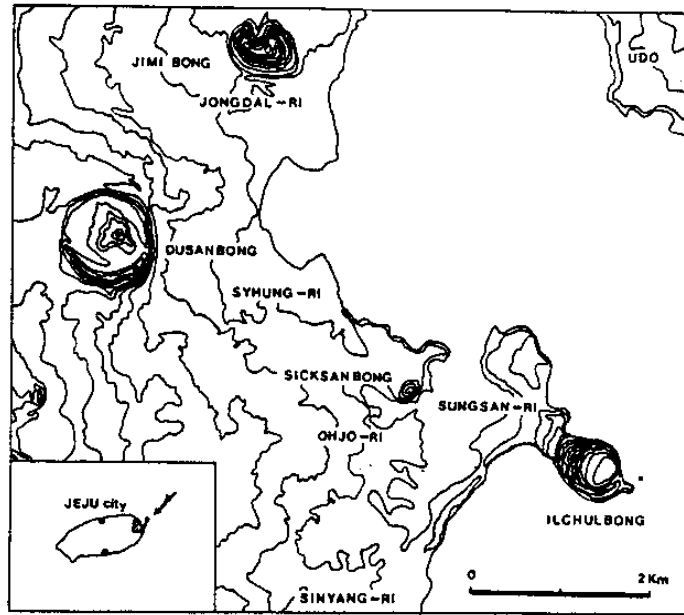 JIMI BONG
UDO
JONGDAL-RI
DUSANBONG
SYHUNG-RI
SICKSANBONG
SUNGSAN-RI
OHJO-RI
JEJU city
ILCHULBONG
0 2 Km
SINYANG-RI